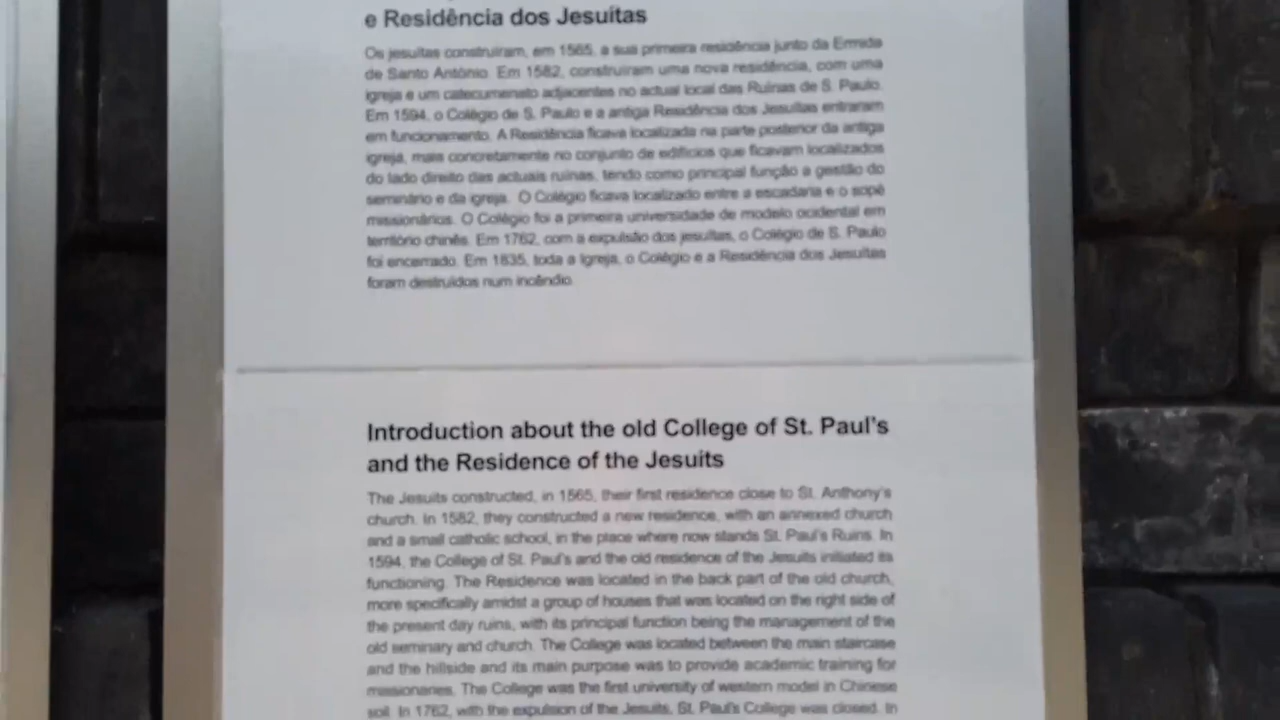 e Residência dos Jesuítas
Os jesuítas construíram, em 1565, a sua primeira residência junto da Ermida
de Santo António. Em 1582, construíram uma nova residência, com uma
igreja e um catecumenato adjacentes no actual local das Ruínas de S. Paulo.
Em 1594, o Colégio de S. Paulo e a antiga Residência dos Jesuítas entraram
em funcionamento. A Residência ficava localizada na parte posterior da antiga
igreja, mais concretamente no conjunto de edifícios que ficavam localizados
do lado direito das actuais ruínas, tendo como principal função a gestão do
seminário e da igreja. O Colégio ficava localizado entre a escadaria e o sopé
missionários. O Colégio foi a primeira universidade de modelo ocidental em
território chinês. Em 1762, com a expulsão dos jesuítas, o Colégio de S. Paulo
foi encerrado. Em 1835, toda a Igreja, o Colégio e a Residência dos Jesuítas
foram destruídos num incêndio.
Introduction about the old College of St. Paul's
and the Residence of the Jesuits
The Jesuits constructed, in 1565, their first residence close to St. Anthony's
church. In 1582, they constructed a new residence, with an annexed church
and a small catholic school, in the place where now stands St. Paul's Ruins. In
1594, the College of St. Paul's and the old residence of the Jesuits initiated its
functioning. The Residence was located in the back part of the old church,
more specifically amidst a group of houses that was located on the right side of
the present day ruins, with its principal function being the management of the
old seminary and church. The College was located between the main staircase
and the hillside and its main purpose was to provide academic training for
missionaries. The College was the first university of western model in Chinese
soil. In 1762, with the expulsion of the Jesuits, St. Paul's College was closed. In